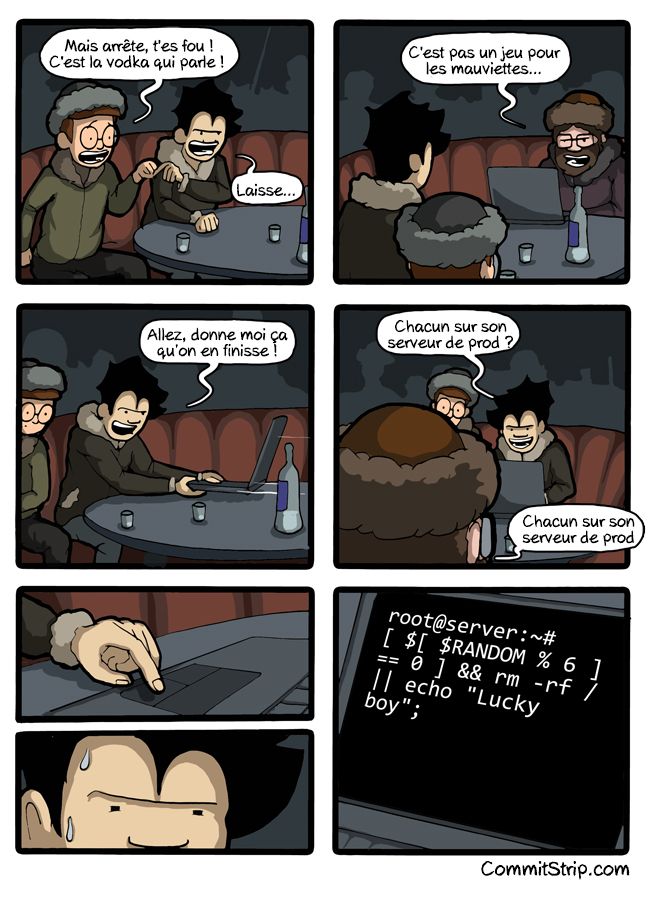 Mais arrête, t'es fou !
C'est la vodka qui parle !
Laisse...
C'est pas un jeu pour
les mauviettes...
Allez, donne moi ça
qu'on en finisse !
Chacun sur son
serveur de prod ?
Chacun sur son
serveur de prod
root@server:~#
[ $[ $RANDOM % 6 ]
== 0 ] && rm -rf /
|| echo "Lucky
boy";
CommitStrip.com